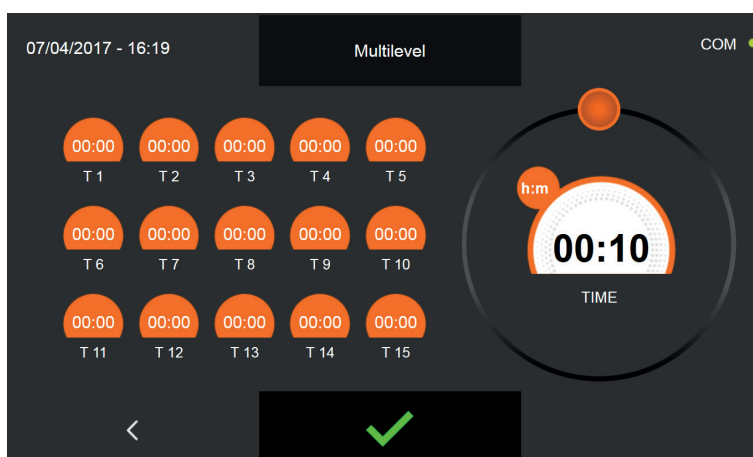 07/04/2017 - 16:19
Multilevel
COM
00:00 00:00 00:00 00:00 00:00
T 1 T 2 T 3 T 4 T 5
00:00 00:00 00:00 00:00 00:00
T 6 T 7 T 8 T 9 T 10
00:00 00:00 00:00 00:00 00:00
T 11 T 12 T 13 T 14 T 15
h:m
00:10
TIME